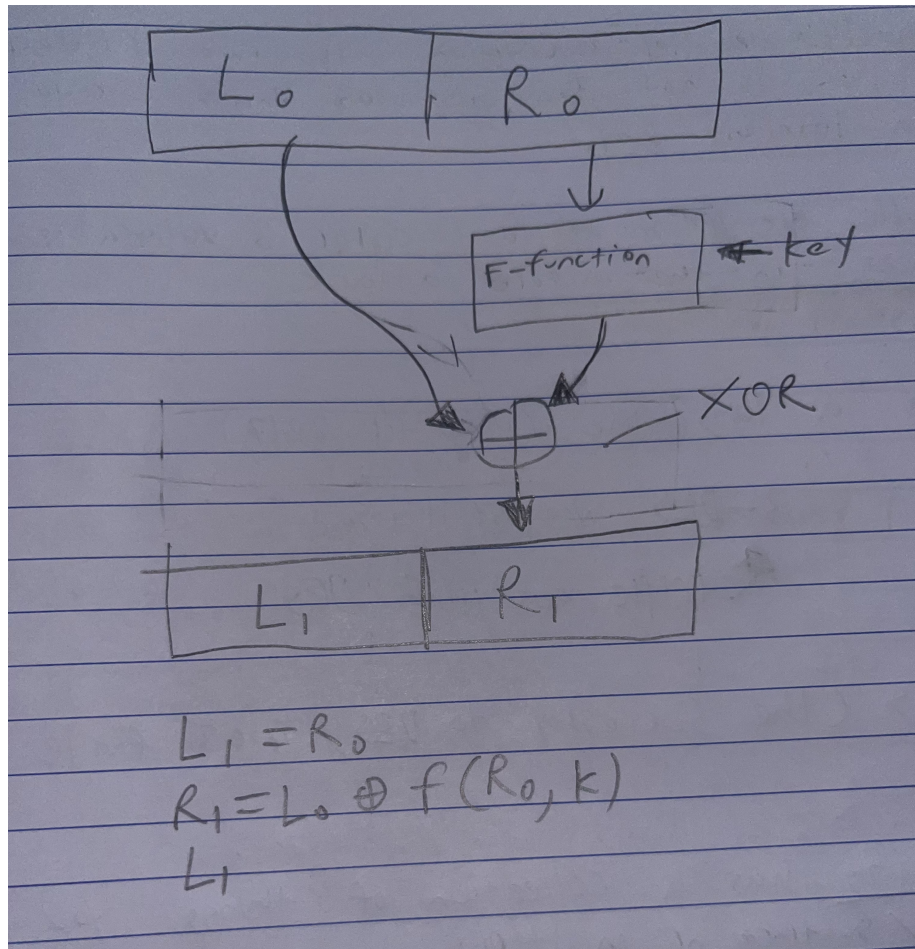 L₀ R₀
F-function key
XOR
L₁ R₁
L₁ = R₀
R₁ = L₀ ⊕ f(R₀, k)
L₁